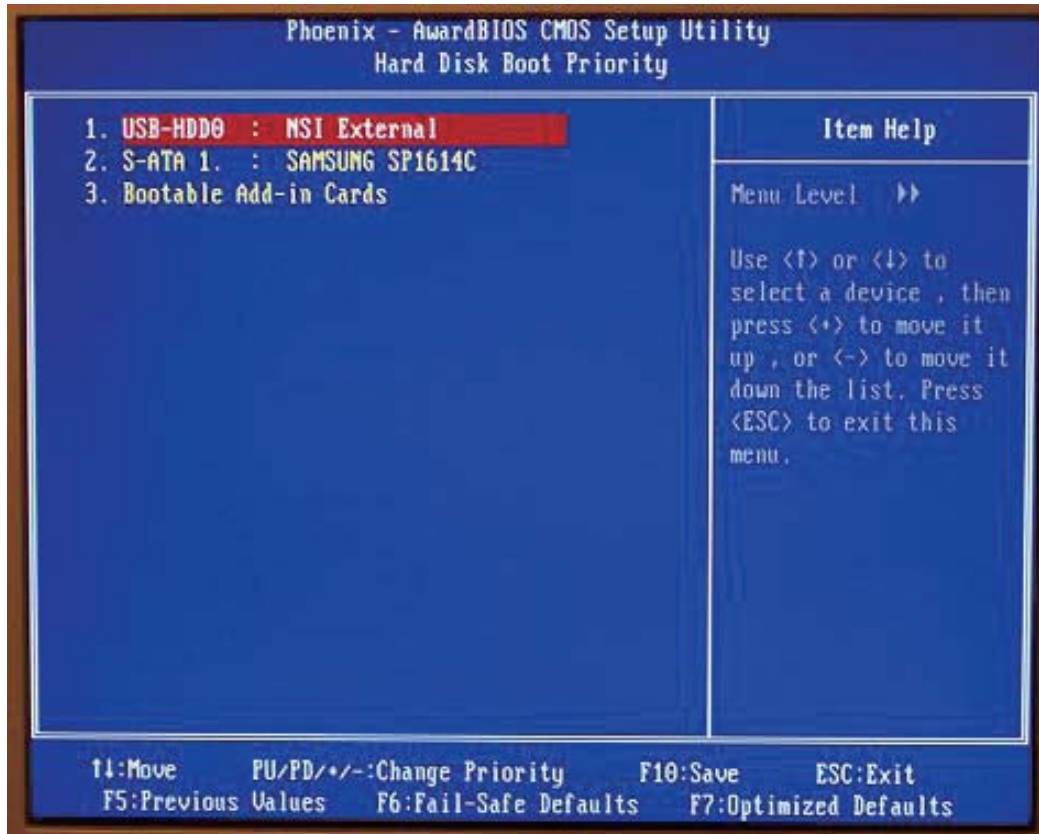 Phoenix - AwardBIOS CMOS Setup Utility
Hard Disk Boot Priority
1. USB-HDD0 : NSI External
2. S-ATA 1. : SAMSUNG SP1614C
3. Bootable Add-in Cards
Item Help
Menu Level ▸▸
Use <↑> or <↓> to
select a device , then
press <+> to move it
up , or <-> to move it
down the list. Press
<ESC> to exit this
menu.
↑↓:Move PU/PD/+/-:Change Priority F10:Save ESC:Exit
F5:Previous Values F6:Fail-Safe Defaults F7:Optimized Defaults